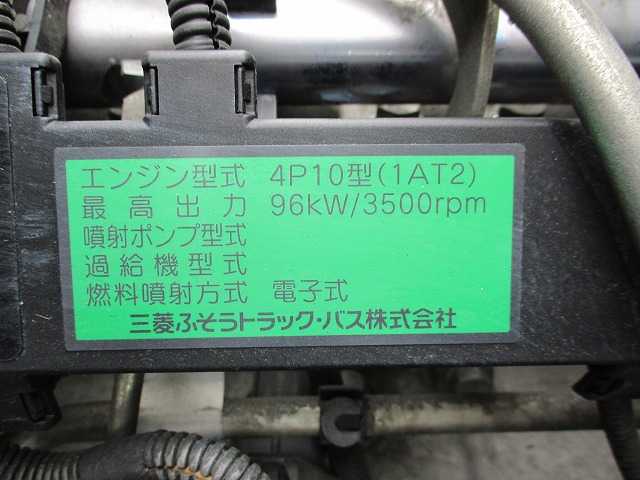 エンジン型式 4P10型(1AT2)
最高出力 96kW/3500rpm
噴射ポンプ型式
過給機型式
燃料噴射方式 電子式
三菱ふそうトラック・バス株式会社